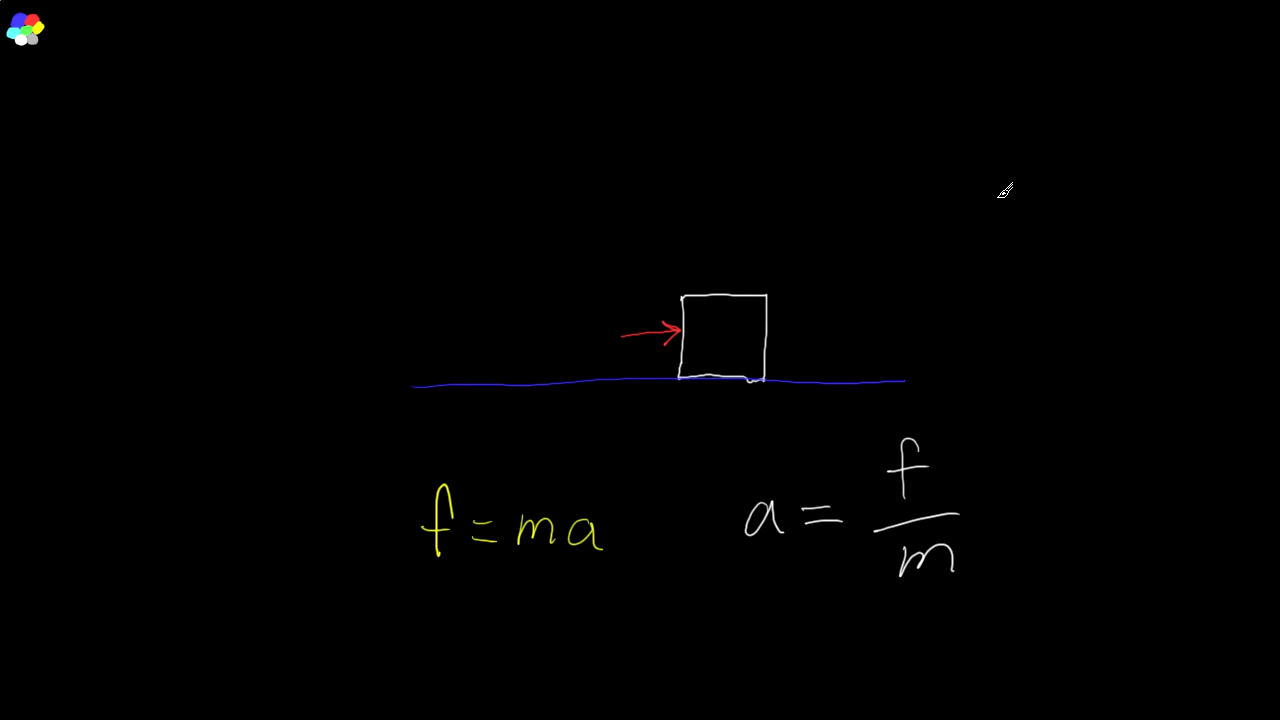 f = ma
a = f/m